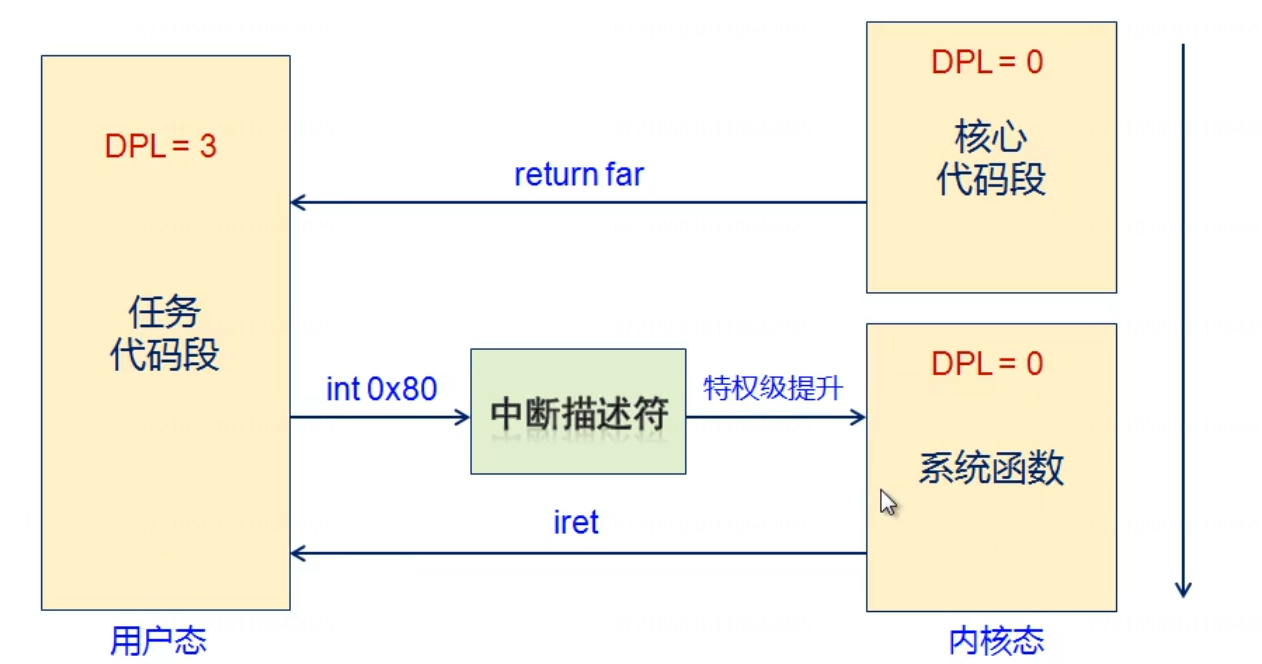 DPL = 0
核心
代码段
DPL = 3
return far
任务
代码段
int 0x80
中断描述符
特权级提升
DPL = 0
系统函数
iret
用户态
内核态